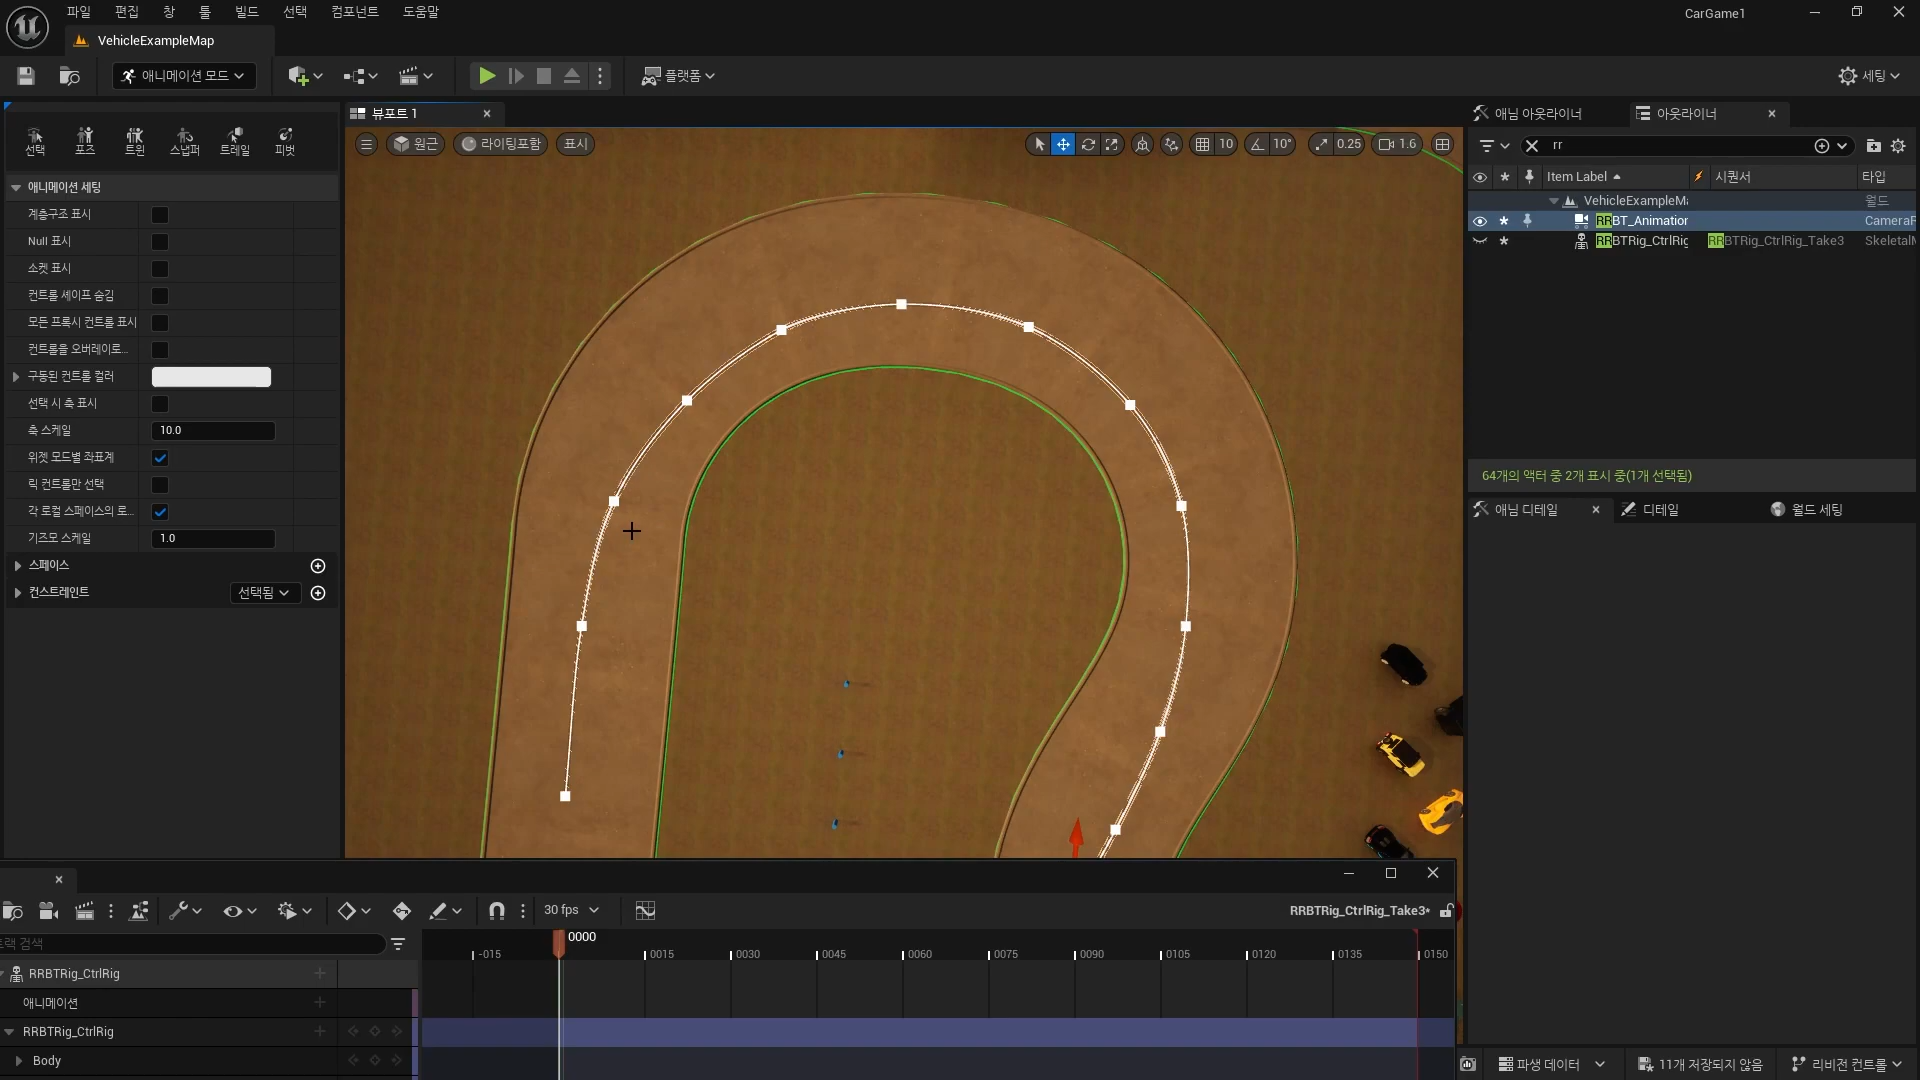 파일 편집 창 툴 빌드 선택 컴포넌트 도움말
CarGame1
VehicleExampleMap
애니메이션 모드
플랫폼
세팅
뷰포트 1
애님 아웃라이너
아웃라이너
선택 포즈 트윈 스냅퍼 트레일 피벗
원근 라이팅포함 표시
10 10° 0.25 1.6
rr
Item Label 시퀀서 타입
VehicleExampleMa 월드
RRBT_Animation CameraR
RRBTRig_CtrlRig RRBTRig_CtrlRig_Take3 SkeletalM
애니메이션 세팅
계층구조 표시
Null 표시
소켓 표시
컨트롤 셰이프 숨김
모든 프록시 컨트롤 표시
컨트롤을 오버레이로...
구동된 컨트롤 컬러
선택 시 축 표시
축 스케일 10.0
위젯 모드별 좌표계
릭 컨트롤만 선택
각 로컬 스페이스의 로...
기즈모 스케일 1.0
스페이스
컨스트레인트 선택됨
64개의 액터 중 2개 표시 중(1개 선택됨)
애님 디테일 디테일 월드 세팅
30 fps
RRBTRig_CtrlRig_Take3*
트랙 검색
0000
-015 0015 0030 0045 0060 0075 0090 0105 0120 0135 0150
RRBTRig_CtrlRig
애니메이션
RRBTRig_CtrlRig
Body
파생 데이터 11개 저장되지 않음 리비전 컨트롤